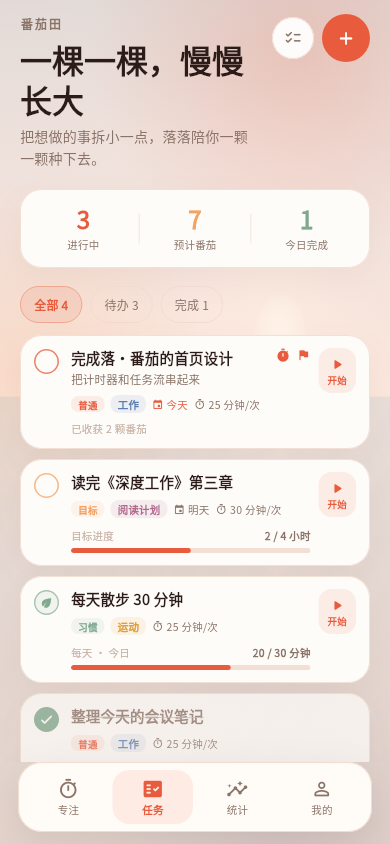 番茄田
一棵一棵，慢慢
长大
把想做的事拆小一点，落落陪你一颗
一颗种下去。
3
7
1
进行中
预计番茄
今日完成
全部 4
待办 3
完成 1
完成落·番茄的首页设计
把计时器和任务流串起来
普通 工作 今天 25 分钟/次
已收获 2 颗番茄
开始
读完《深度工作》第三章
目标 阅读计划 明天 30 分钟/次
目标进度 2 / 4 小时
开始
每天散步 30 分钟
习惯 运动 25 分钟/次
每天 · 今日 20 / 30 分钟
开始
整理今天的会议笔记
普通 工作 25 分钟/次
专注
任务
统计
我的